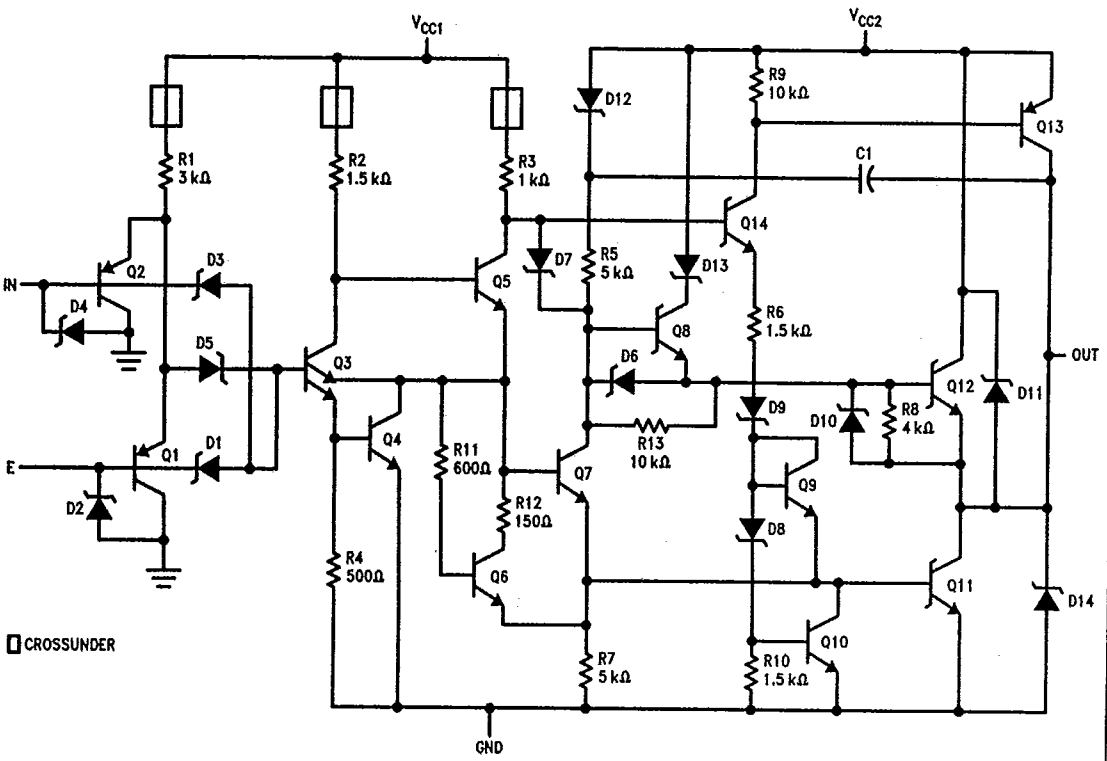 VCC1
VCC2
R9
10 kΩ
D12
Q13
R1
3 kΩ
R2
1.5 kΩ
R3
1 kΩ
C1
Q14
IN
Q2
D3
D4
Q5
D7
R5
5 kΩ
D13
Q8
R6
1.5 kΩ
D5
Q3
D6
OUT
D9
D10
R8
4 kΩ
Q12
D11
E
Q1
D1
D2
Q4
R11
600Ω
R13
10 kΩ
Q7
Q9
R12
150Ω
D8
R4
500Ω
Q6
Q11
D14
CROSSUNDER
R7
5 kΩ
Q10
R10
1.5 kΩ
GND